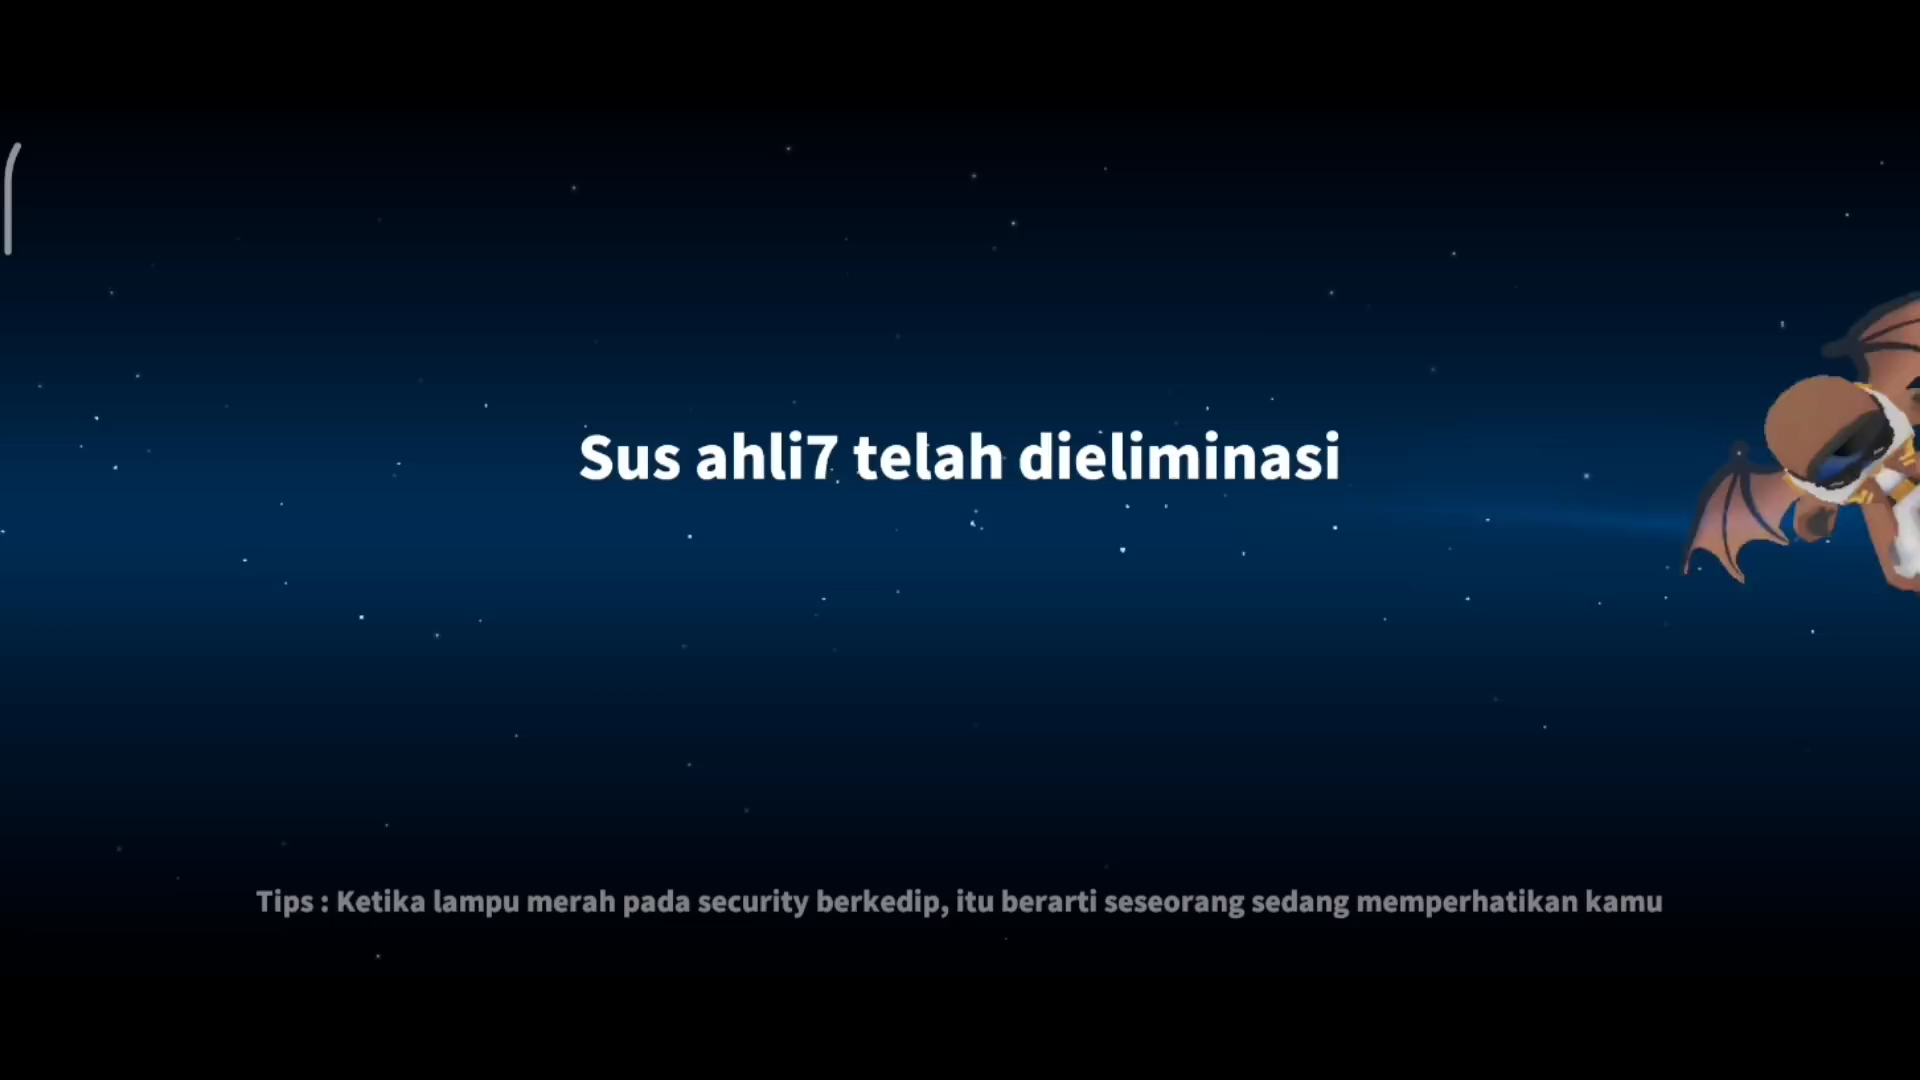 Sus ahli7 telah dieliminasi
Tips : Ketika lampu merah pada security berkedip, itu berarti seseorang sedang memperhatikan kamu